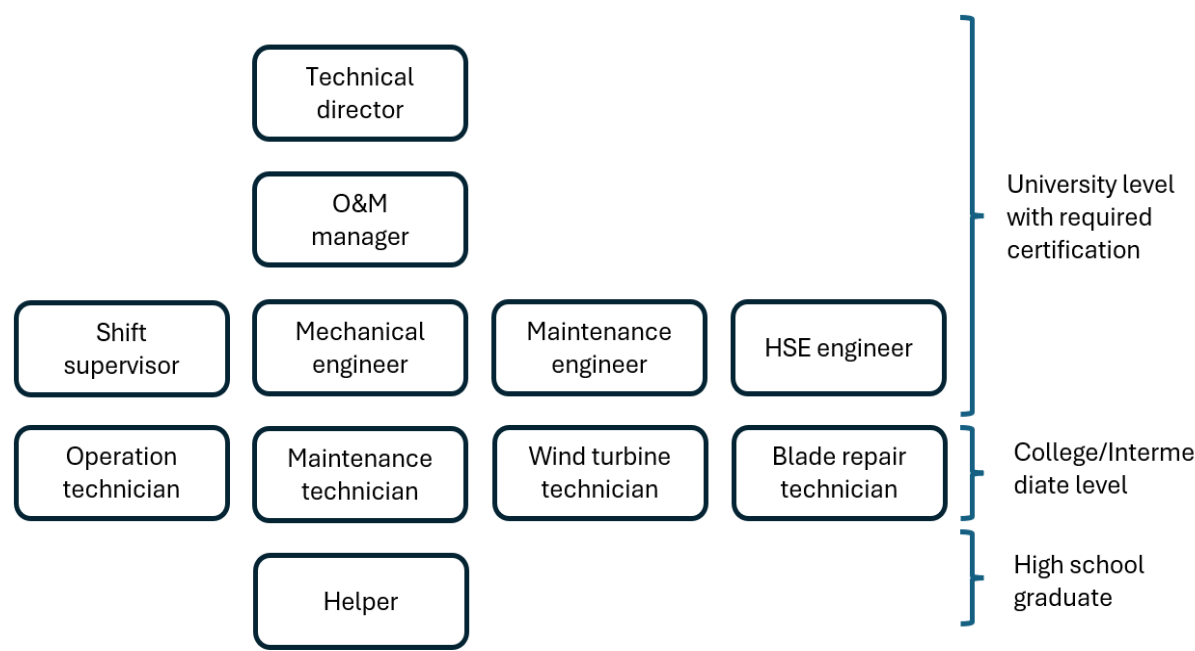 Technical
director
O&M
manager
University level
with required
certification
Shift
supervisor
Mechanical
engineer
Maintenance
engineer
HSE engineer
Operation
technician
Maintenance
technician
Wind turbine
technician
Blade repair
technician
College/Interme
diate level
Helper
High school
graduate